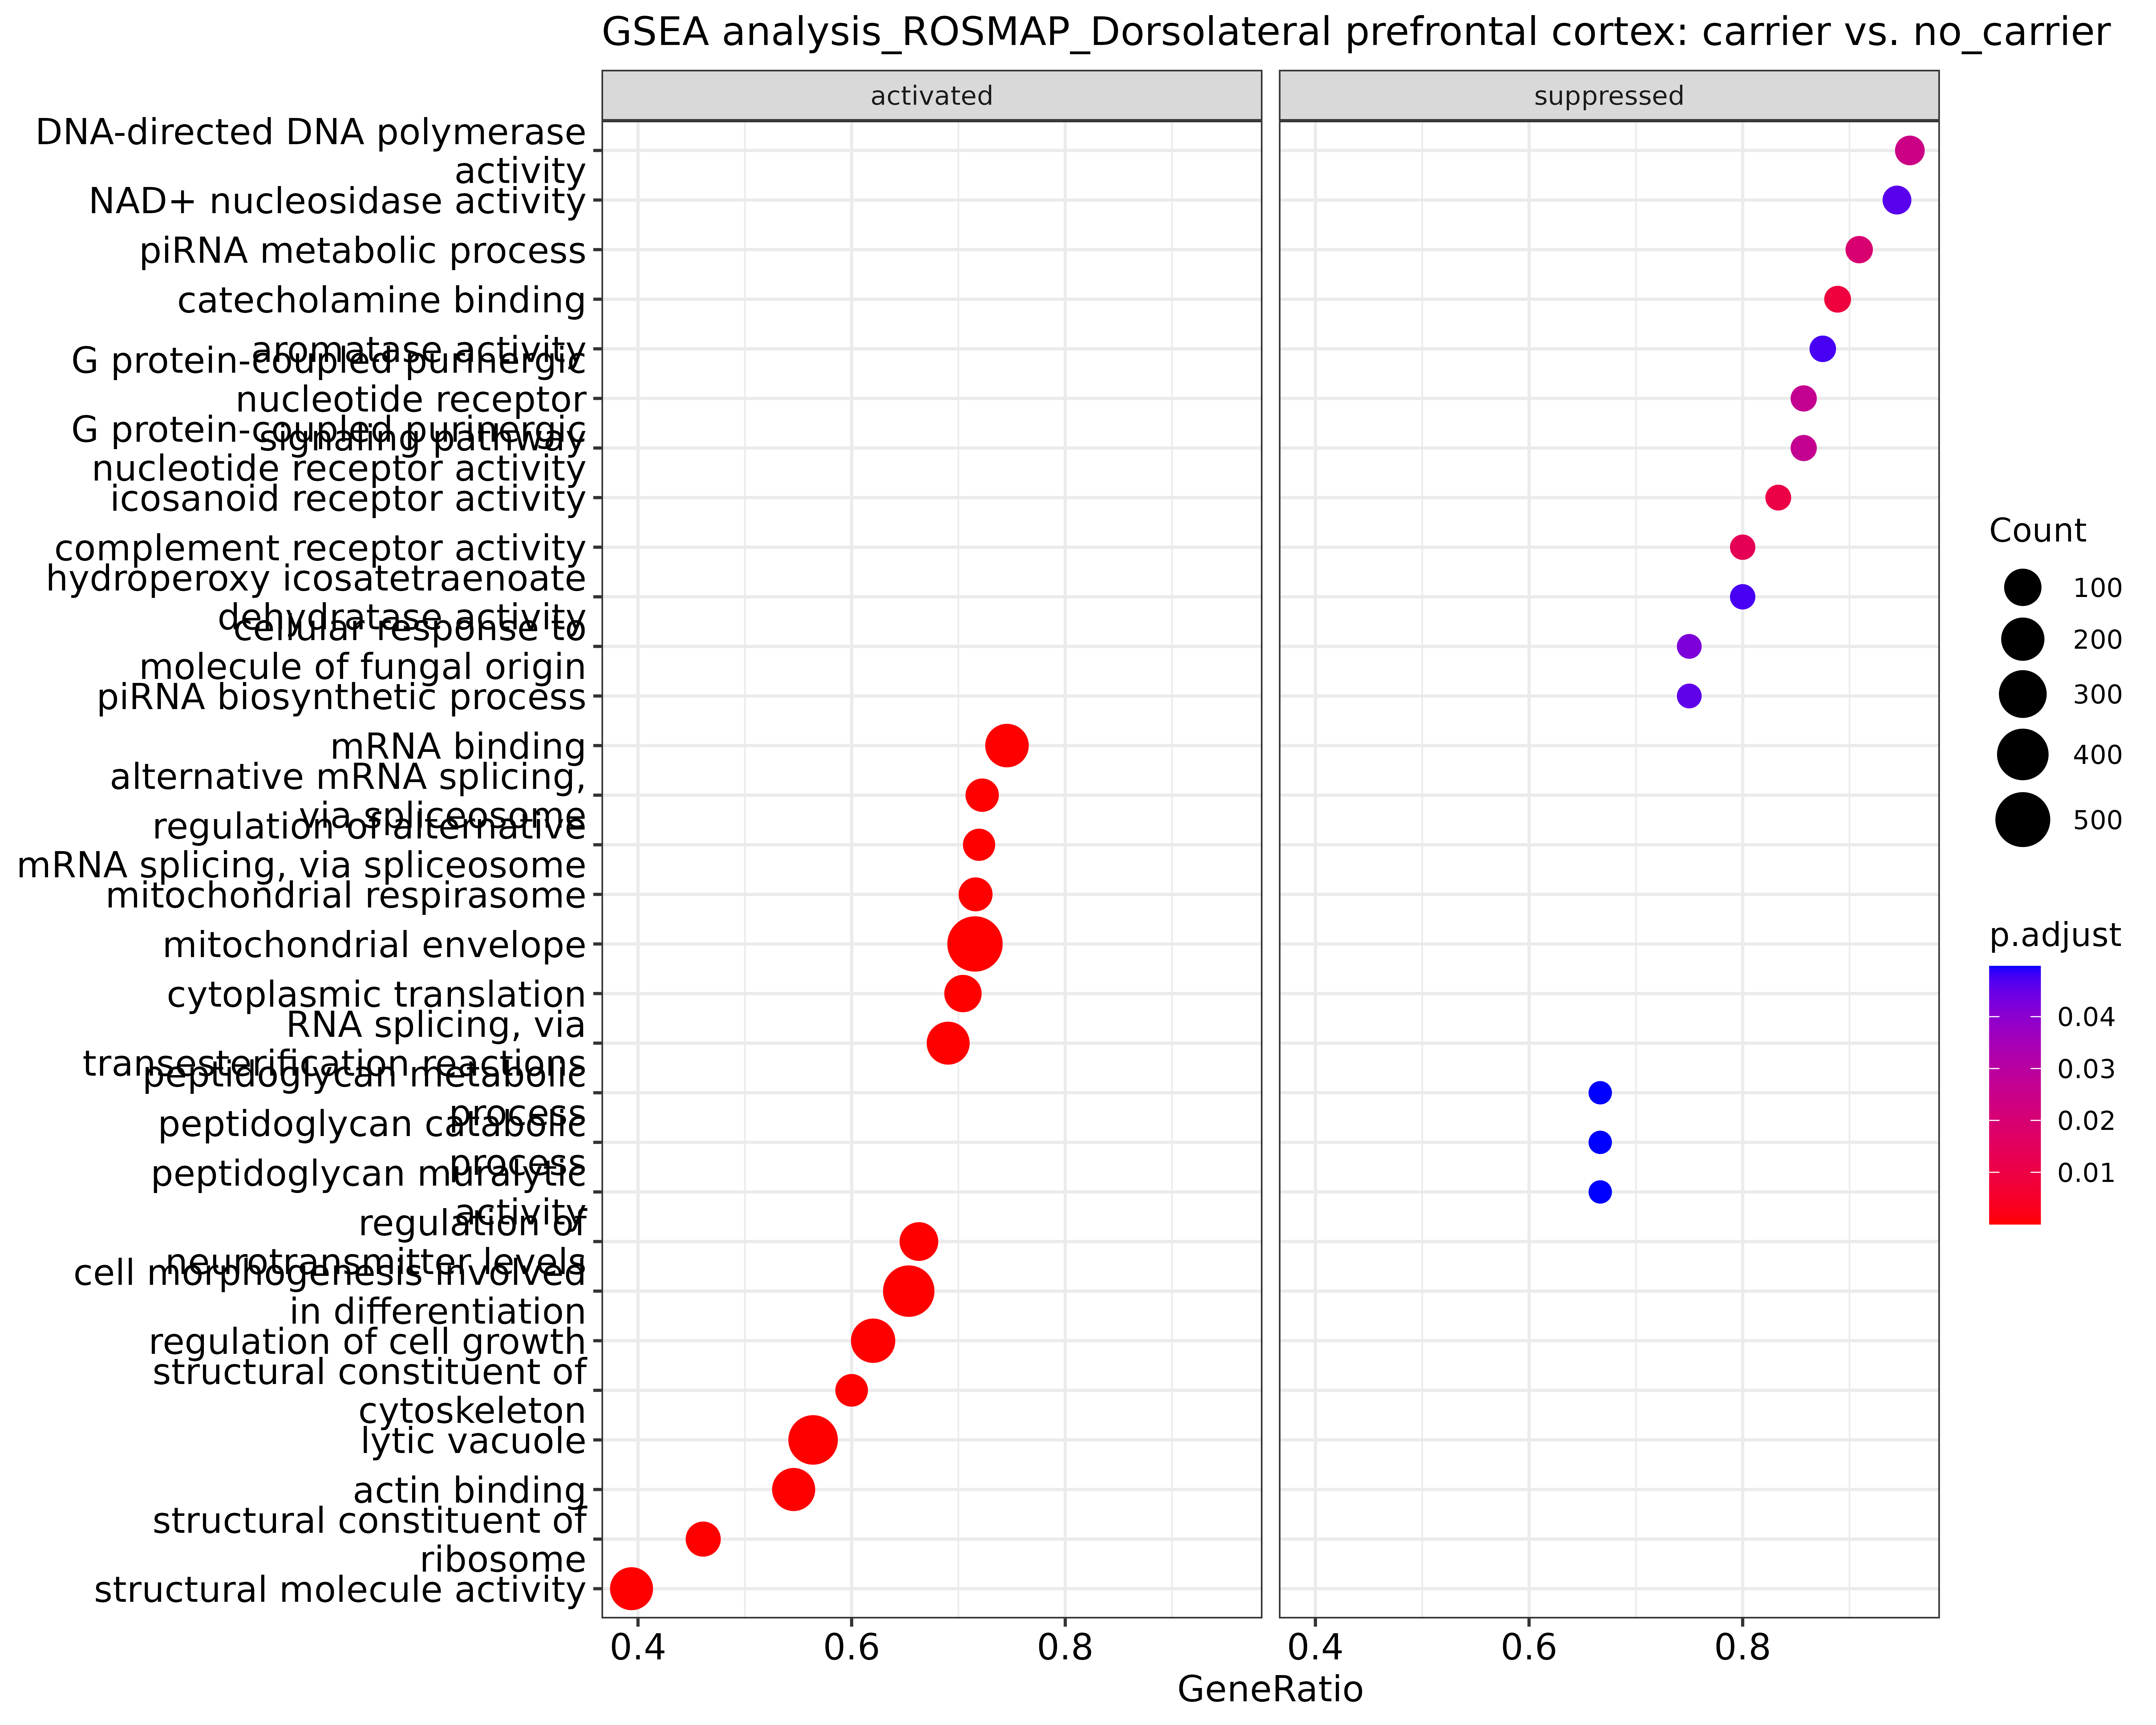 GSEA analysis_ROSMAP_Dorsolateral prefrontal cortex: carrier vs. no_carrier
activated
suppressed
DNA-directed DNA polymerase
activity
NAD+ nucleosidase activity
piRNA metabolic process
catecholamine binding
aromatase activity
G protein-coupled purinergic
nucleotide receptor
signaling pathway
G protein-coupled purinergic
nucleotide receptor activity
icosanoid receptor activity
complement receptor activity
hydroperoxy icosatetraenoate
dehydratase activity
cellular response to
molecule of fungal origin
piRNA biosynthetic process
mRNA binding
alternative mRNA splicing,
via spliceosome
regulation of alternative
mRNA splicing, via spliceosome
mitochondrial respirasome
mitochondrial envelope
cytoplasmic translation
RNA splicing, via
transesterification reactions
peptidoglycan metabolic
process
peptidoglycan catabolic
process
peptidoglycan muralytic
activity
regulation of
neurotransmitter levels
cell morphogenesis involved
in differentiation
regulation of cell growth
structural constituent of
cytoskeleton
lytic vacuole
actin binding
structural constituent of
ribosome
structural molecule activity
0.4
0.6
0.8
0.4
0.6
0.8
GeneRatio
Count
100
200
300
400
500
p.adjust
0.04
0.03
0.02
0.01